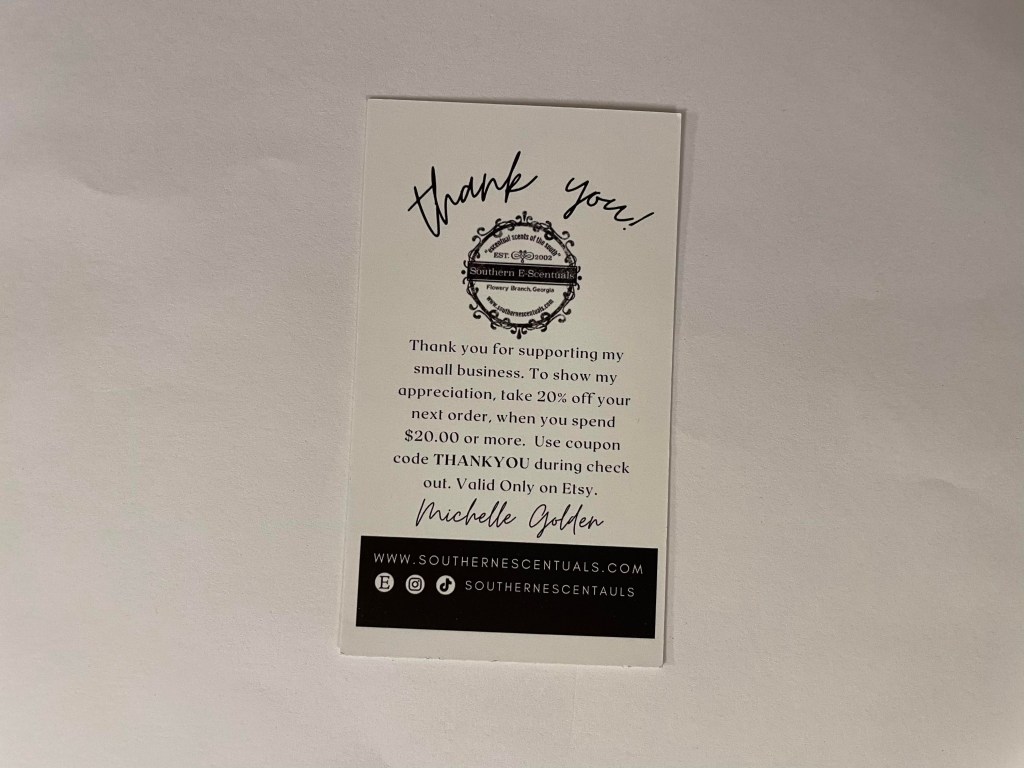 thank you!
"escentual scents of the south"
EST. 2002
Southern E-Scentuals
Flowery Branch, Georgia
www.southernescentuals.com
Thank you for supporting my
small business. To show my
appreciation, take 20% off your
next order, when you spend
$20.00 or more. Use coupon
code THANKYOU during check
out. Valid Only on Etsy.
Michelle Golden
WWW.SOUTHERNESCENTUALS.COM
E SOUTHERNESCENTAULS